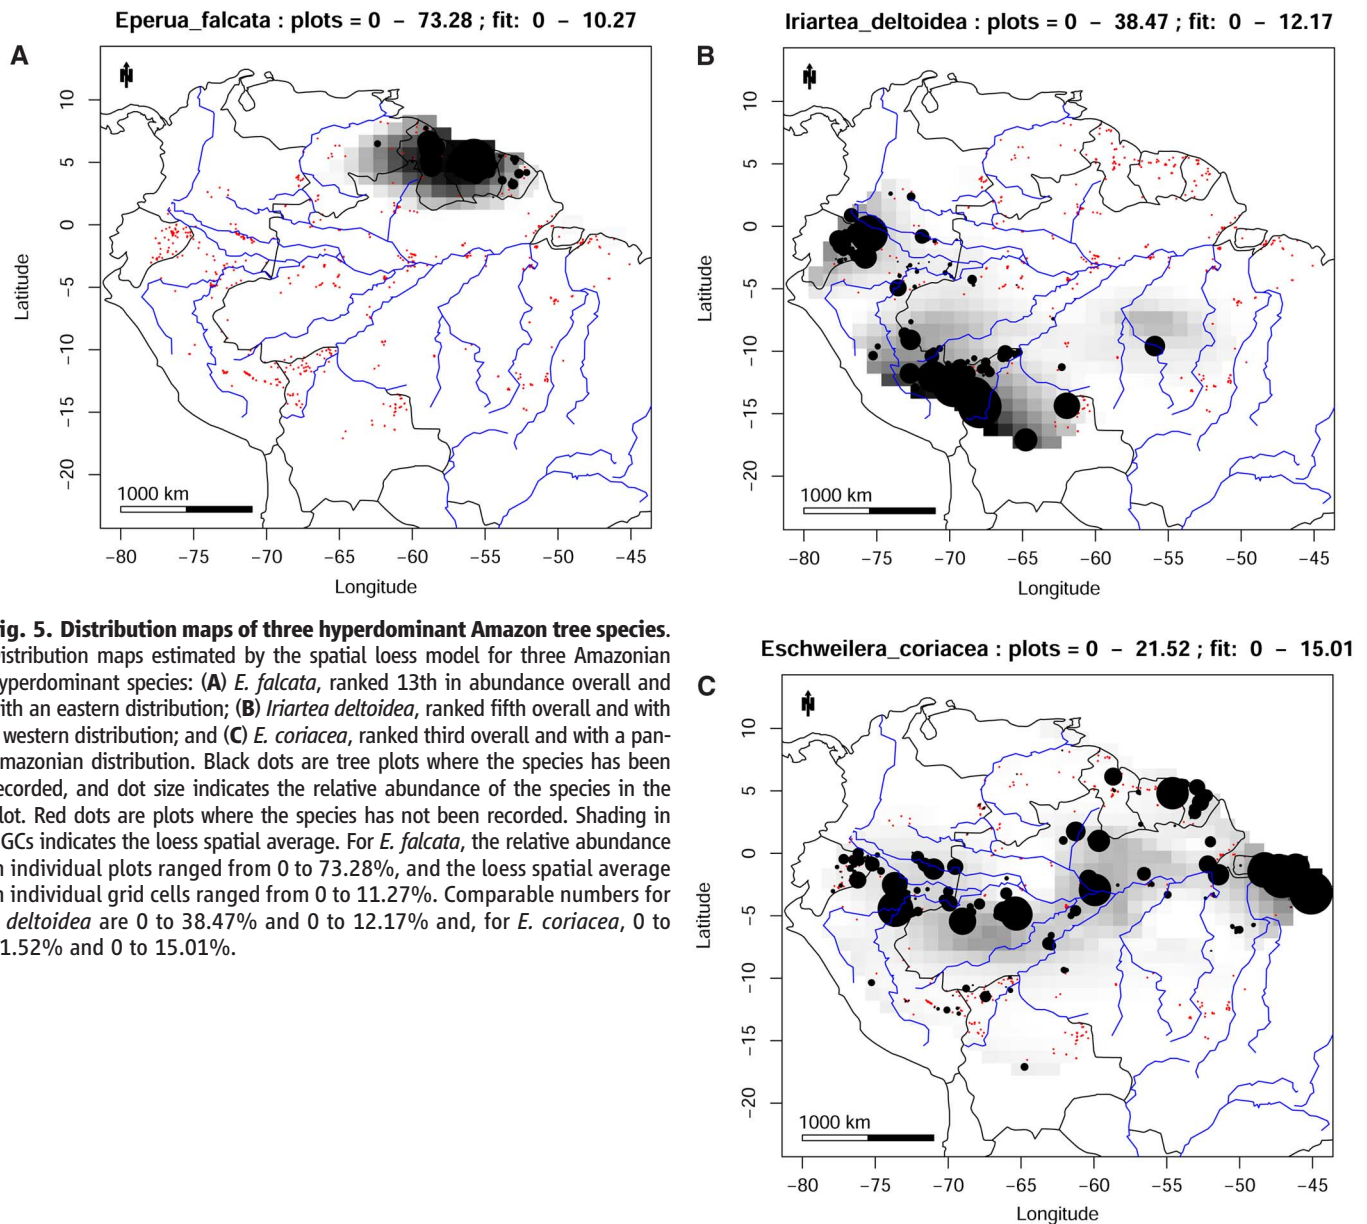 Eperua_falcata : plots = 0 − 73.28 ; fit: 0 − 10.27
A
N
10
5
0
−5
−10
−15
−20
Latitude
1000 km
−80 −75 −70 −65 −60 −55 −50 −45
Longitude
Iriartea_deltoidea : plots = 0 − 38.47 ; fit: 0 − 12.17
B
N
10
5
0
−5
−10
−15
−20
Latitude
1000 km
−80 −75 −70 −65 −60 −55 −50 −45
Longitude
ig. 5. Distribution maps of three hyperdominant Amazon tree species.
istribution maps estimated by the spatial loess model for three Amazonian
yperdominant species: (A) E. falcata, ranked 13th in abundance overall and
ith an eastern distribution; (B) Iriartea deltoidea, ranked fifth overall and with
western distribution; and (C) E. coriacea, ranked third overall and with a pan-
mazonian distribution. Black dots are tree plots where the species has been
ecorded, and dot size indicates the relative abundance of the species in the
lot. Red dots are plots where the species has not been recorded. Shading in
GCs indicates the loess spatial average. For E. falcata, the relative abundance
n individual plots ranged from 0 to 73.28%, and the loess spatial average
n individual grid cells ranged from 0 to 11.27%. Comparable numbers for
deltoidea are 0 to 38.47% and 0 to 12.17% and, for E. coriacea, 0 to
1.52% and 0 to 15.01%.
Eschweilera_coriacea : plots = 0 − 21.52 ; fit: 0 − 15.01
C
N
10
5
0
−5
−10
−15
−20
Latitude
1000 km
−80 −75 −70 −65 −60 −55 −50 −45
Longitude